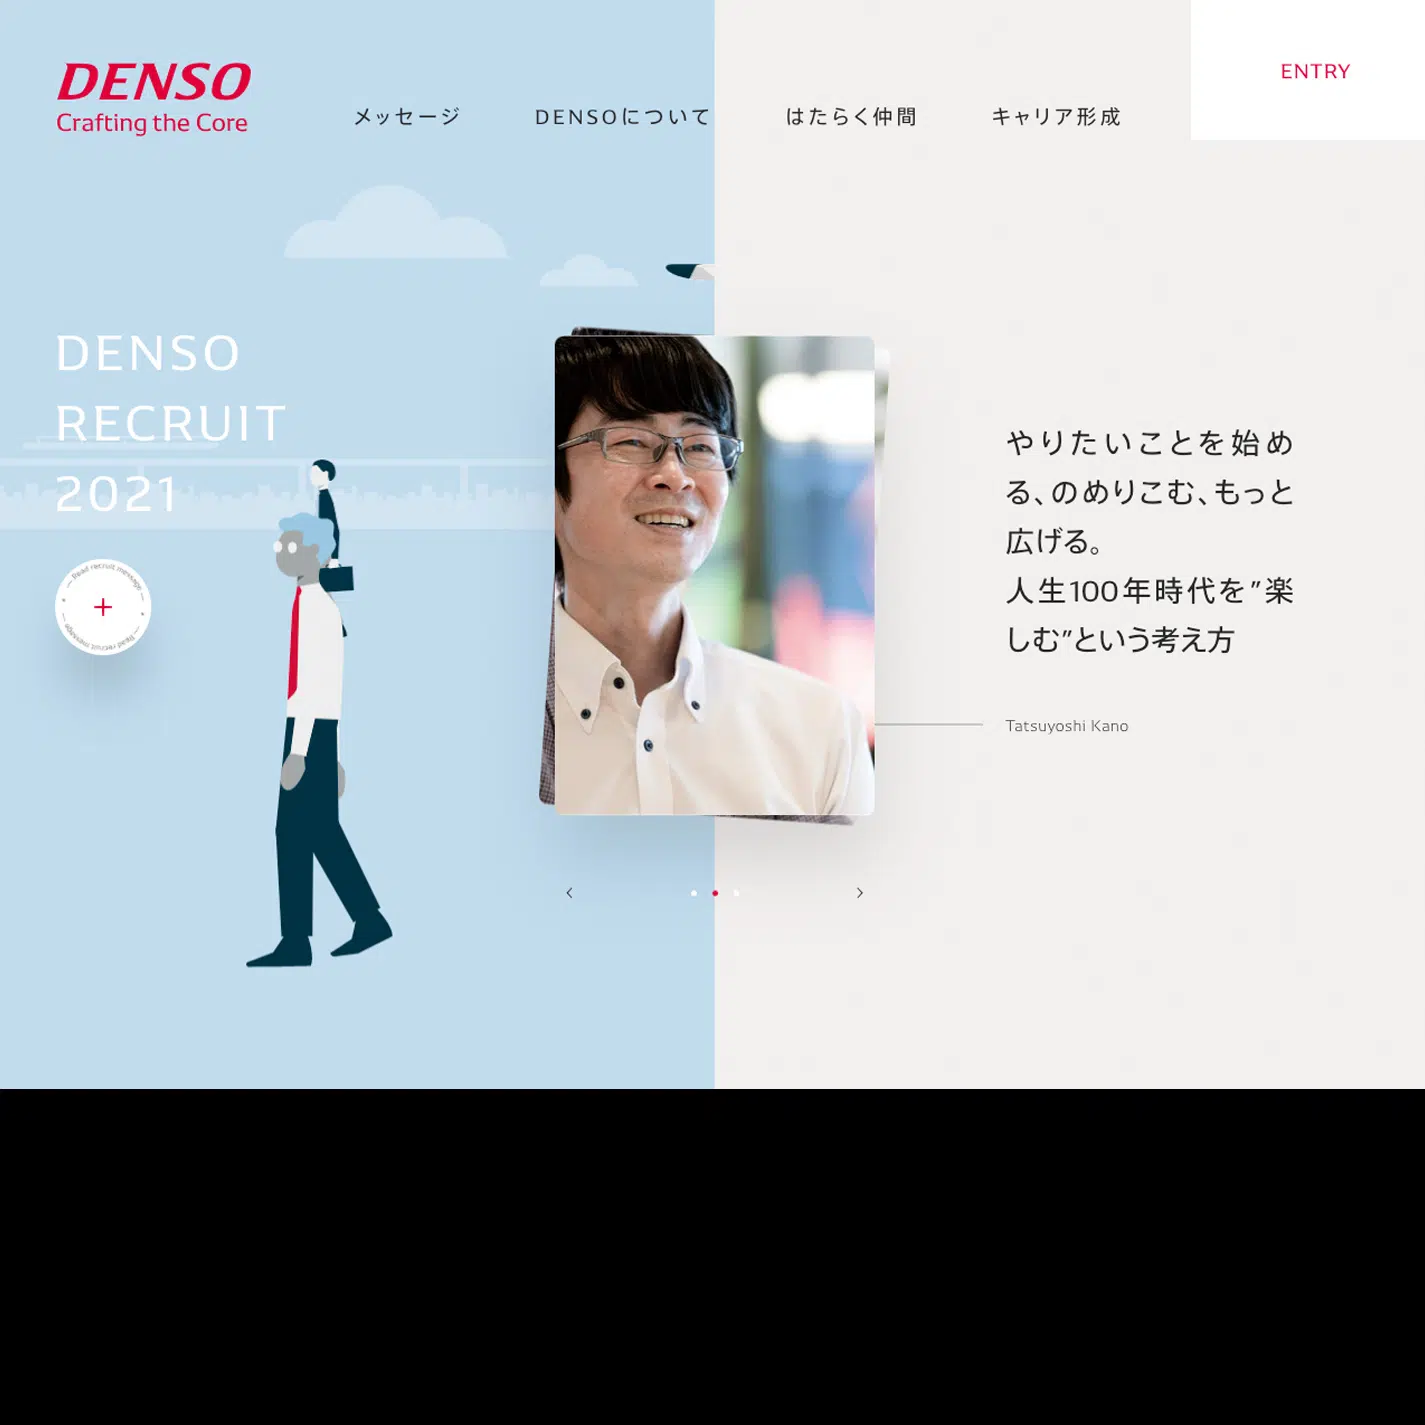 DENSO
Crafting the Core
メッセージ
DENSOについて
はたらく仲間
キャリア形成
ENTRY
DENSO
RECRUIT
2021
Read recruit message
Read recruit message
やりたいことを始め
る、のめりこむ、もっと
広げる。
人生100年時代を”楽
しむ”という考え方
Tatsuyoshi Kano